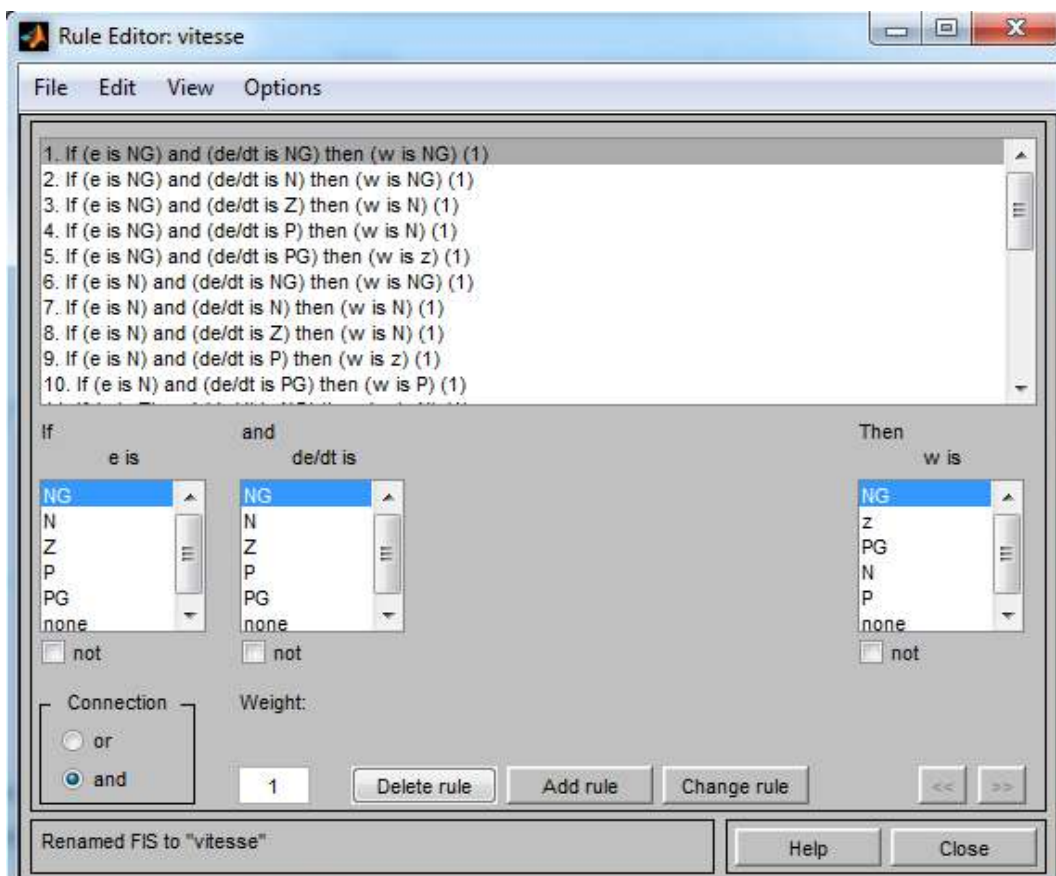 Rule Editor: vitesse
File Edit View Options
1. If (e is NG) and (de/dt is NG) then (w is NG) (1)
2. If (e is NG) and (de/dt is N) then (w is NG) (1)
3. If (e is NG) and (de/dt is Z) then (w is N) (1)
4. If (e is NG) and (de/dt is P) then (w is N) (1)
5. If (e is NG) and (de/dt is PG) then (w is z) (1)
6. If (e is N) and (de/dt is NG) then (w is NG) (1)
7. If (e is N) and (de/dt is N) then (w is N) (1)
8. If (e is N) and (de/dt is Z) then (w is N) (1)
9. If (e is N) and (de/dt is P) then (w is z) (1)
10. If (e is N) and (de/dt is PG) then (w is P) (1)
If and Then
e is de/dt is w is
NG NG NG
N N z
Z Z PG
P P N
PG PG P
none none none
not not not
Connection Weight:
or
and 1 Delete rule Add rule Change rule << >>
Renamed FIS to "vitesse" Help Close